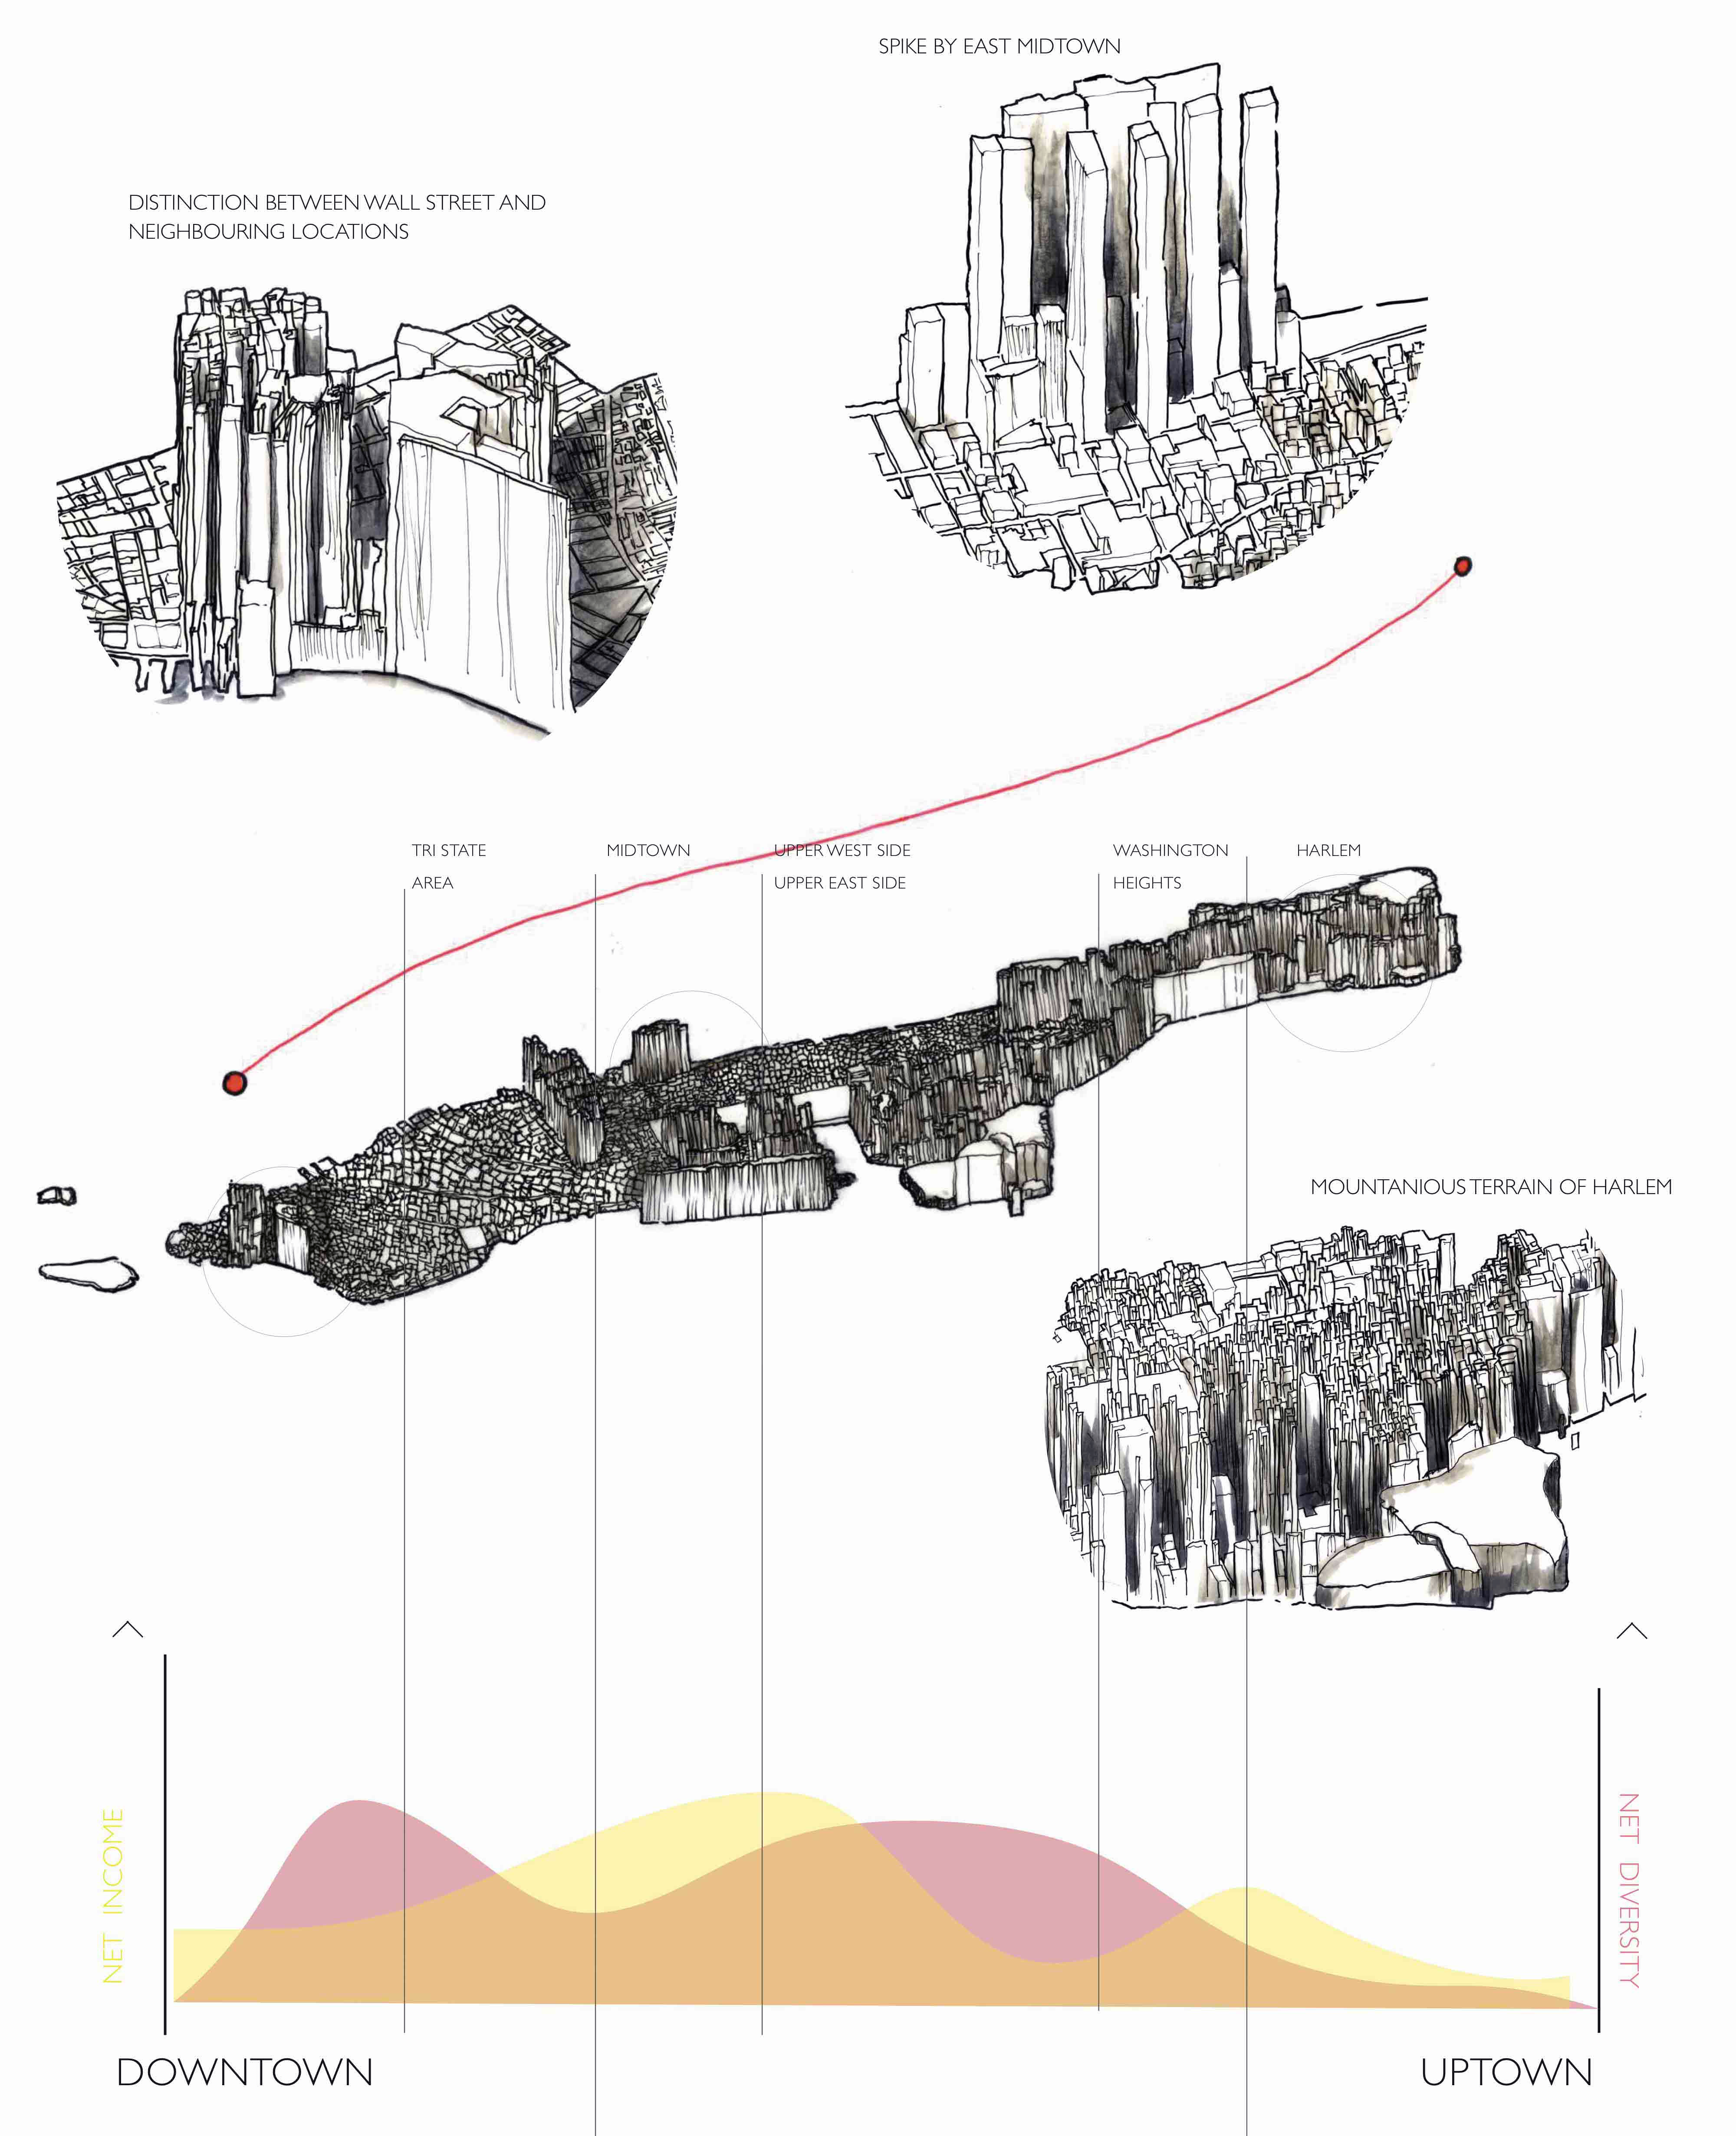 SPIKE BY EAST MIDTOWN
DISTINCTION BETWEEN WALL STREET AND
NEIGHBOURING LOCATIONS
TRI STATE
AREA
MIDTOWN
UPPER WEST SIDE
UPPER EAST SIDE
WASHINGTON
HEIGHTS
HARLEM
MOUNTANIOUS TERRAIN OF HARLEM
NET INCOME
NET DIVERSITY
DOWNTOWN
UPTOWN